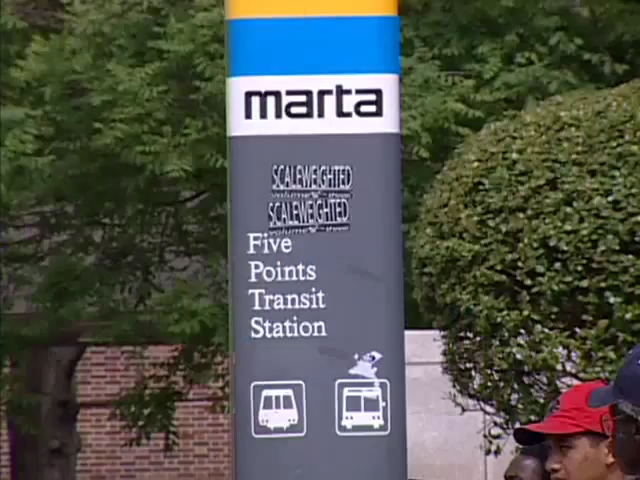 marta
SCALEWEIGHTED
SCALEWEIGHTED
Five
Points
Transit
Station